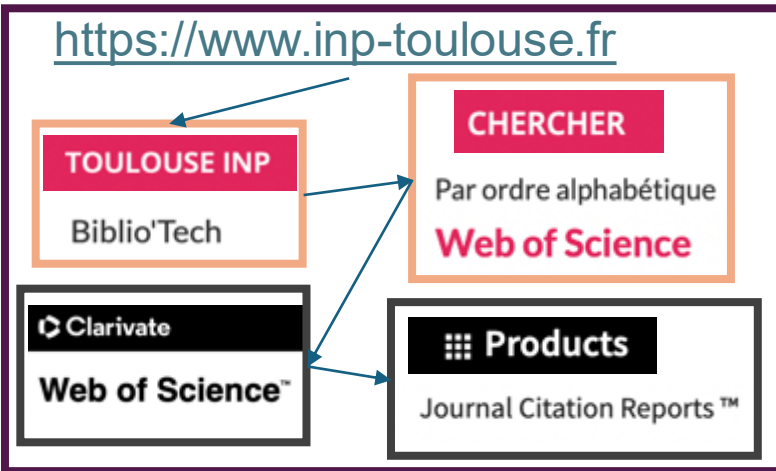 https://www.inp-toulouse.fr
TOULOUSE INP
Biblio'Tech
CHERCHER
Par ordre alphabétique
Web of Science
Clarivate
Web of Science™
Products
Journal Citation Reports™